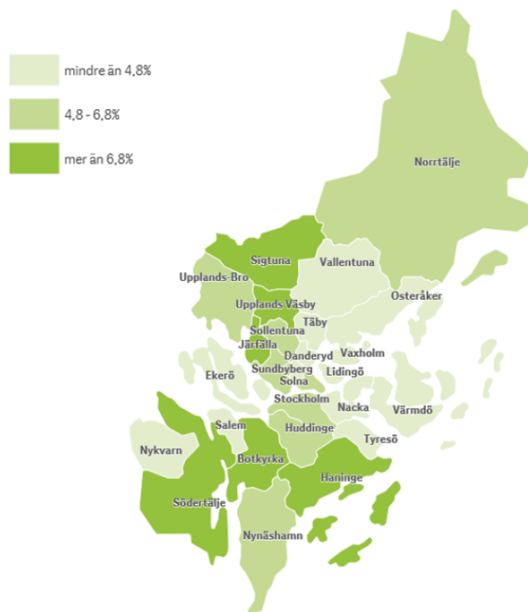 mindre än 4,8%
4,8 - 6,8%
mer än 6,8%
Norrtälje
Sigtuna
Vallentuna
Upplands-Bro
Österåker
Upplands Väsby
Täby
Sollentuna
Järfälla
Danderyd
Vaxholm
Sundbyberg
Lidingö
Ekerö
Solna
Stockholm
Nacka
Värmdö
Salem
Huddinge
Tyresö
Nykvarn
Botkyrka
Haninge
Södertälje
Nynäshamn